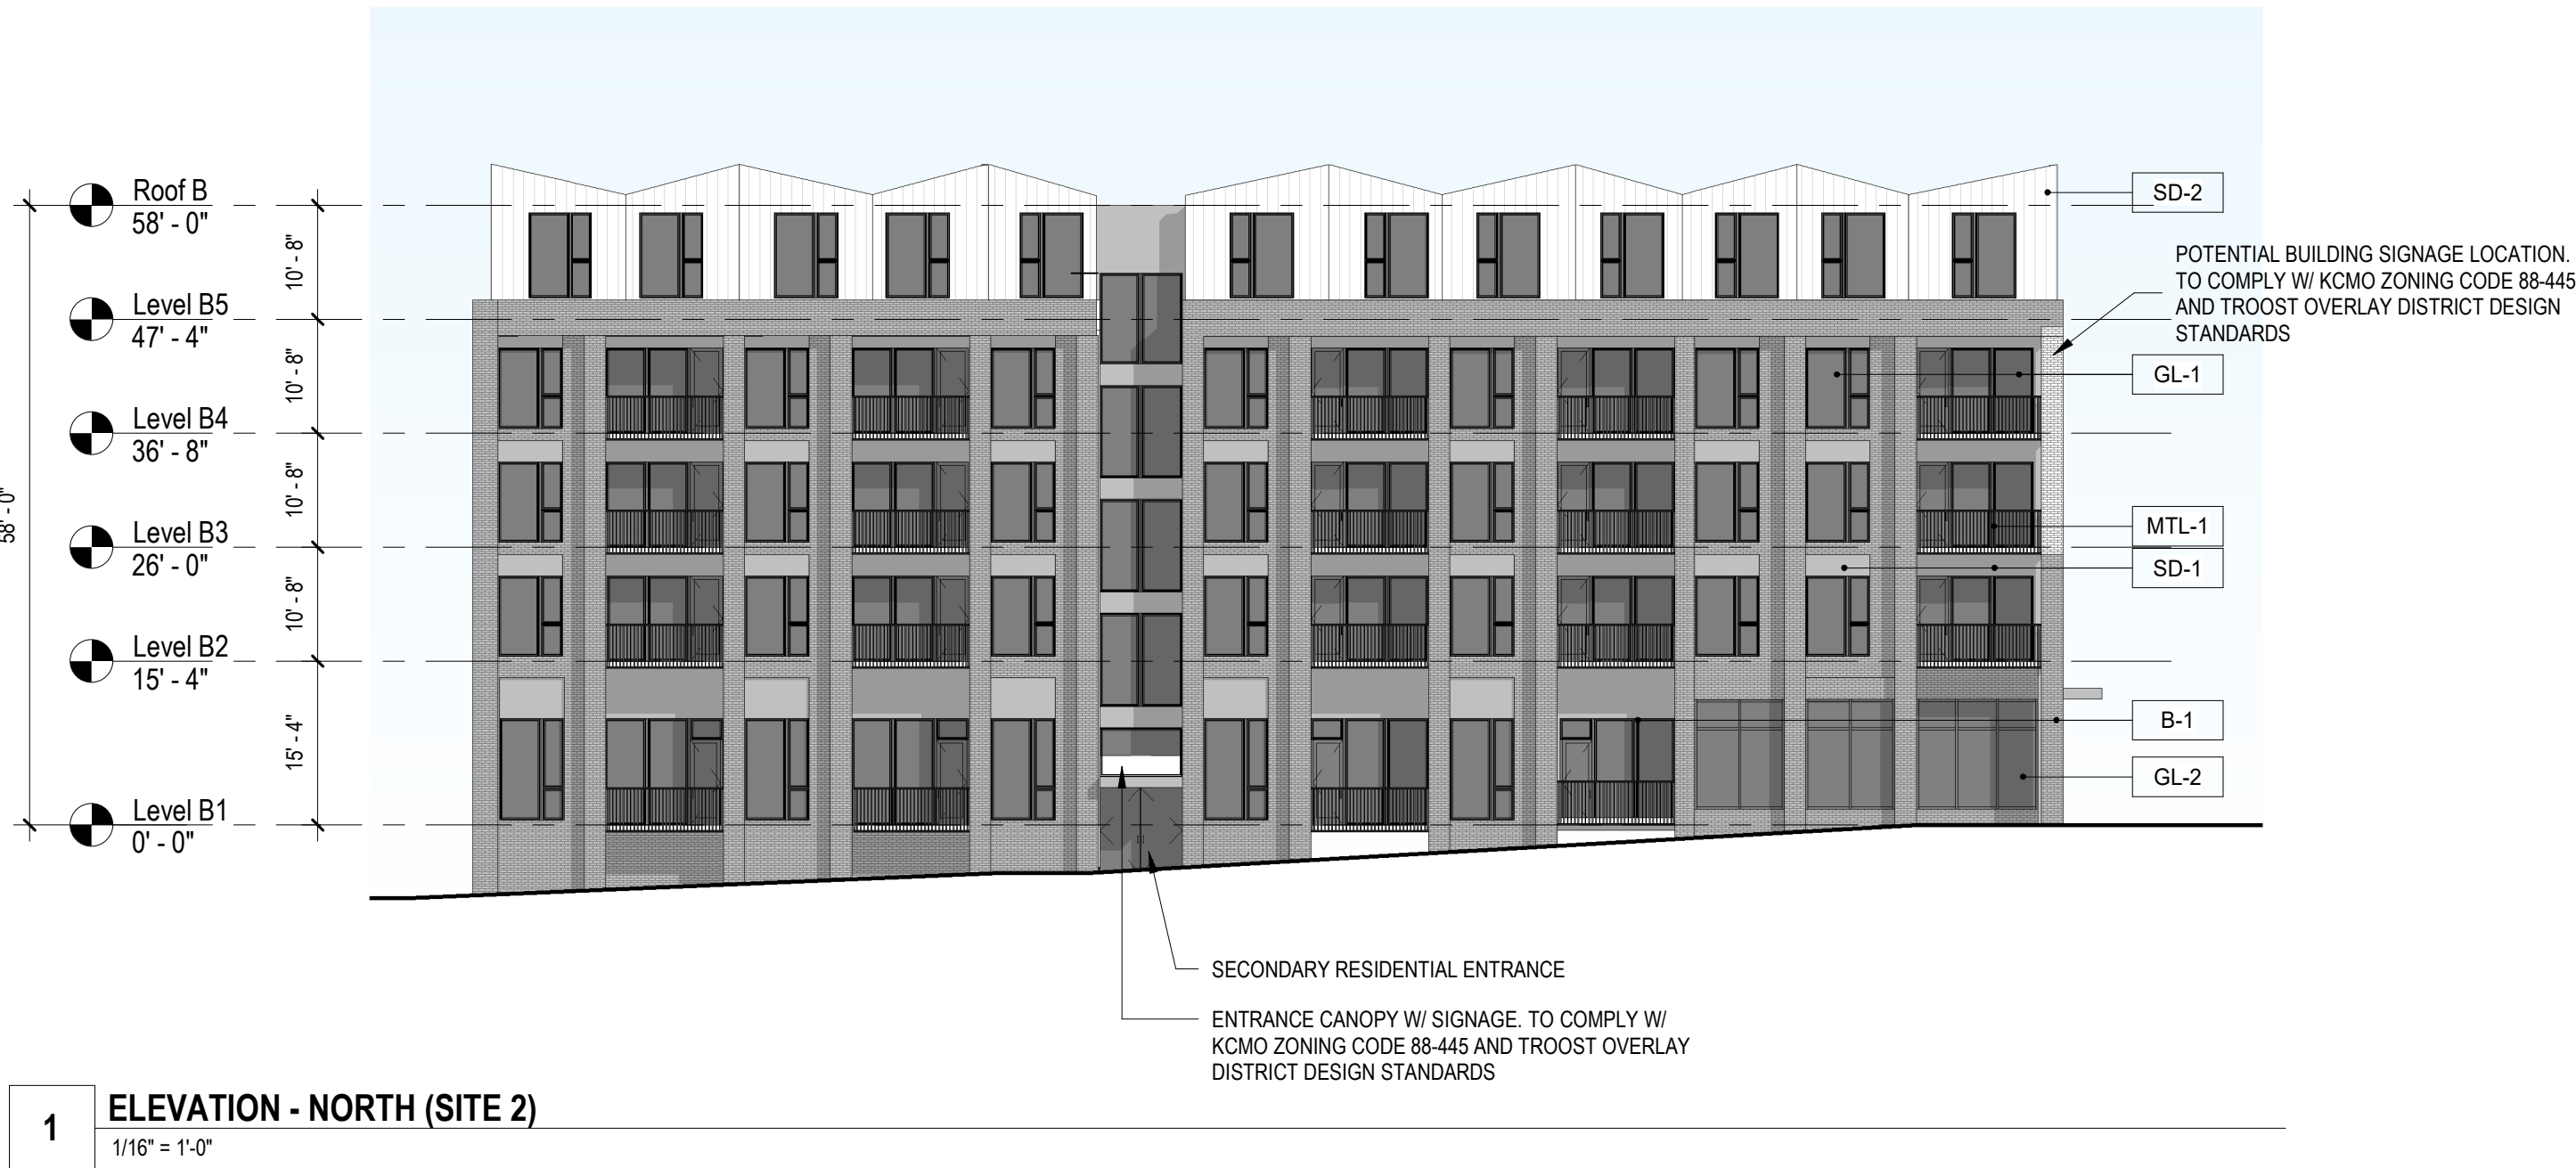 Roof B
58' - 0"
Level B5
47' - 4"
Level B4
36' - 8"
Level B3
26' - 0"
Level B2
15' - 4"
Level B1
0' - 0"
58' - 0"
10' - 8"
10' - 8"
10' - 8"
10' - 8"
15' - 4"
SD-2
POTENTIAL BUILDING SIGNAGE LOCATION.
TO COMPLY W/ KCMO ZONING CODE 88-445
AND TROOST OVERLAY DISTRICT DESIGN
STANDARDS
GL-1
MTL-1
SD-1
B-1
GL-2
SECONDARY RESIDENTIAL ENTRANCE
ENTRANCE CANOPY W/ SIGNAGE. TO COMPLY W/
KCMO ZONING CODE 88-445 AND TROOST OVERLAY
DISTRICT DESIGN STANDARDS
1
ELEVATION - NORTH (SITE 2)
1/16" = 1'-0"